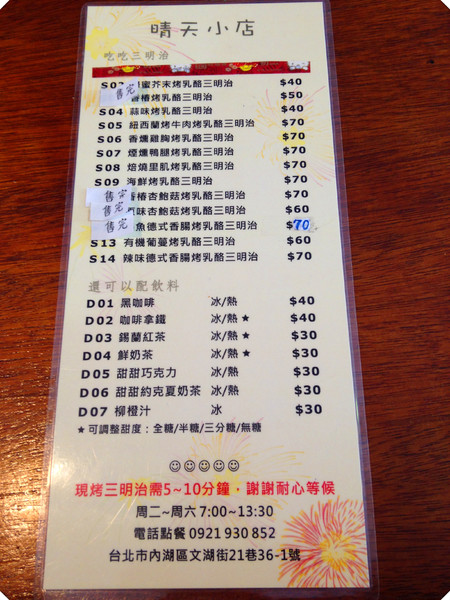 晴天小店
吃吃三明治
S02 蜜芥末烤乳酪三明治 $40
售完 香椿烤乳酪三明治 $50
S04 蒜味烤乳酪三明治 $40
S05 紐西蘭烤牛肉烤乳酪三明治 $70
S06 香燻雞胸烤乳酪三明治 $70
S07 煙燻鴨腿烤乳酪三明治 $70
S08 焙燒里肌烤乳酪三明治 $70
S09 海鮮烤乳酪三明治 $70
售完 香椿杏鮑菇烤乳酪三明治 $70
售完 味杏鮑菇烤乳酪三明治 $60
售完 魚德式香腸烤乳酪三明治 $70
S13 有機葡蔓烤乳酪三明治 $60
S14 辣味德式香腸烤乳酪三明治 $70
還可以配飲料
D01 黑咖啡 冰/熱 $40
D02 咖啡拿鐵 冰/熱★ $40
D03 錫蘭紅茶 冰/熱★ $30
D04 鮮奶茶 冰/熱★ $30
D05 甜甜巧克力 冰/熱 $30
D06 甜甜約克夏奶茶 冰/熱 $30
D07 柳橙汁 冰 $30
★可調整甜度：全糖/半糖/三分糖/無糖
☺☺☺☺☺
現烤三明治需5~10分鐘，謝謝耐心等候
周二~周六 7:00~13:30
電話點餐 0921 930 852
台北市內湖區文湖街21巷36-1號